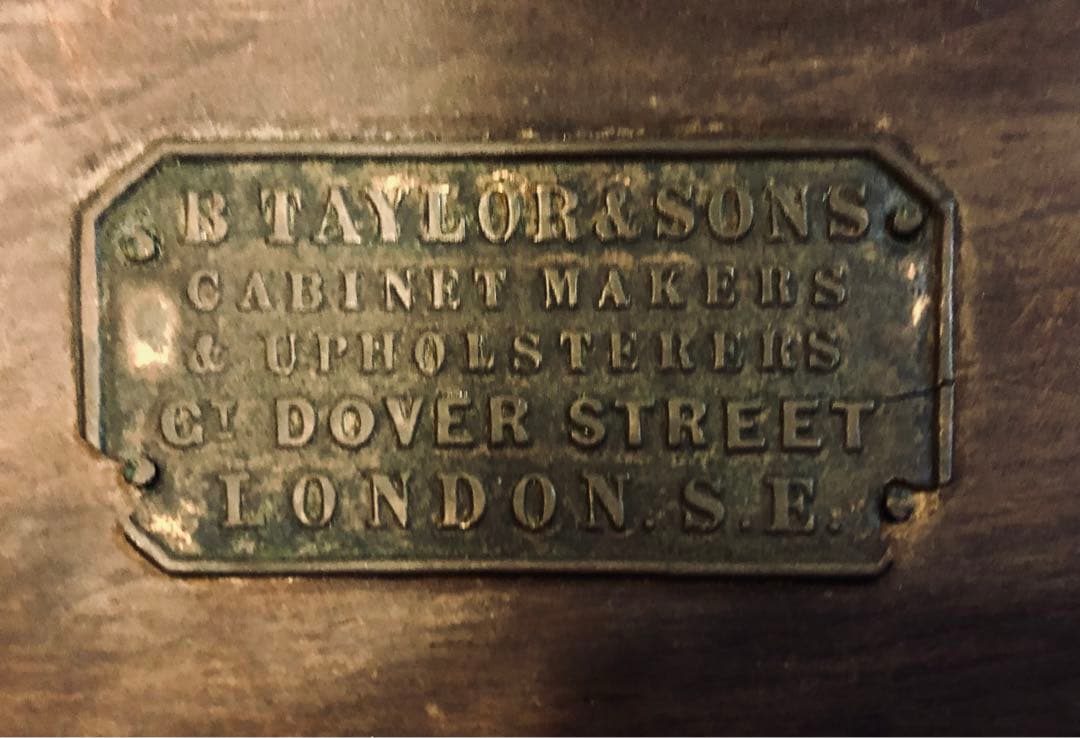 B TAYLOR & SONS
CABINET MAKERS
& UPHOLSTERERS
GT DOVER STREET
LONDON. S.E.